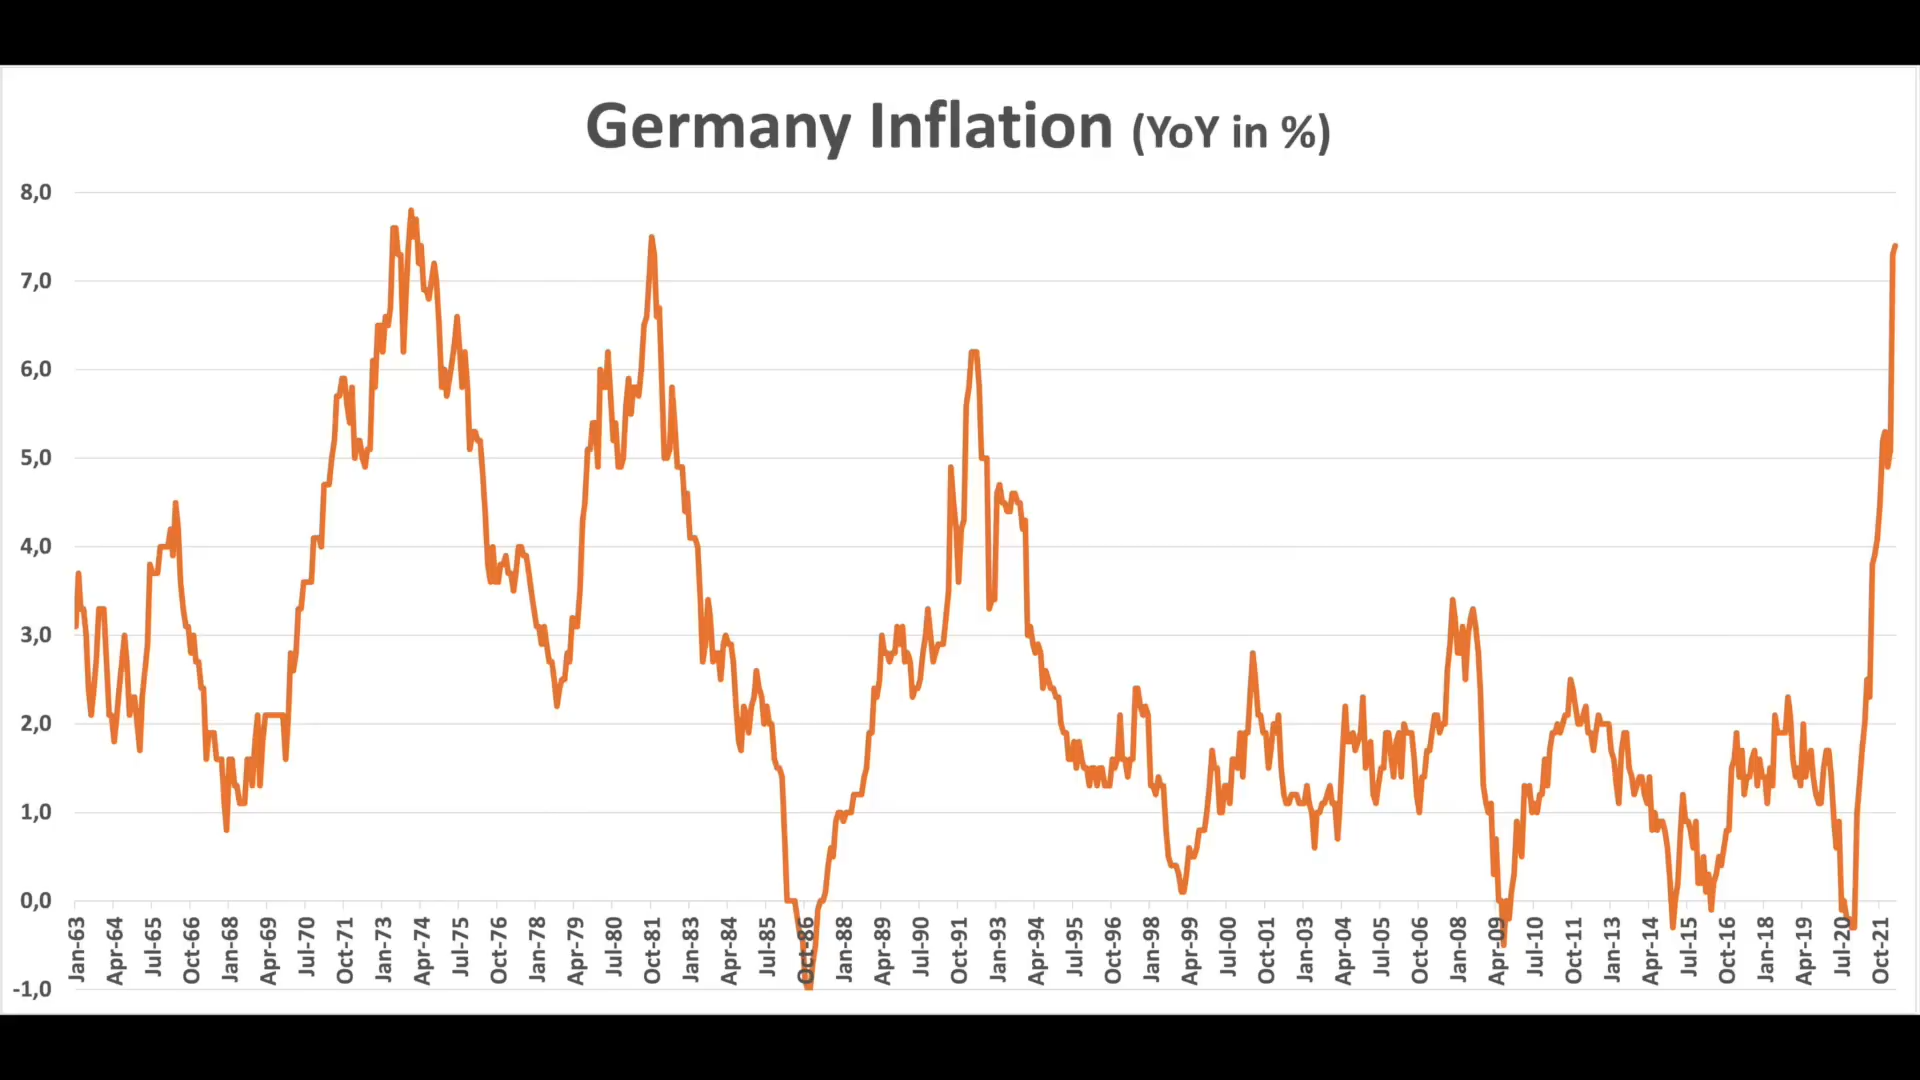 Germany Inflation (YoY in %)
8,0
7,0
6,0
5,0
4,0
3,0
2,0
1,0
0,0
-1,0
Jan-63
Apr-64
Jul-65
Oct-66
Jan-68
Apr-69
Jul-70
Oct-71
Jan-73
Apr-74
Jul-75
Oct-76
Jan-78
Apr-79
Jul-80
Oct-81
Jan-83
Apr-84
Jul-85
Oct-86
Jan-88
Apr-89
Jul-90
Oct-91
Jan-93
Apr-94
Jul-95
Oct-96
Jan-98
Apr-99
Jul-00
Oct-01
Jan-03
Apr-04
Jul-05
Oct-06
Jan-08
Apr-09
Jul-10
Oct-11
Jan-13
Apr-14
Jul-15
Oct-16
Jan-18
Apr-19
Jul-20
Oct-21